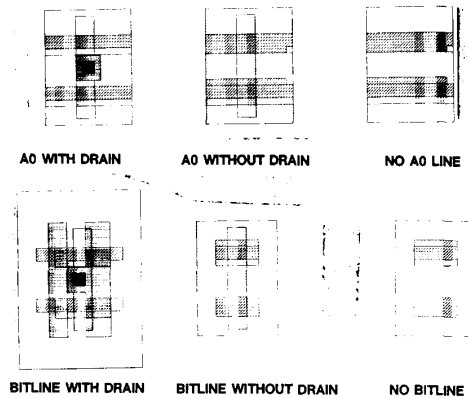 A0 WITH DRAIN
A0 WITHOUT DRAIN
NO A0 LINE
BITLINE WITH DRAIN
BITLINE WITHOUT DRAIN
NO BITLINE